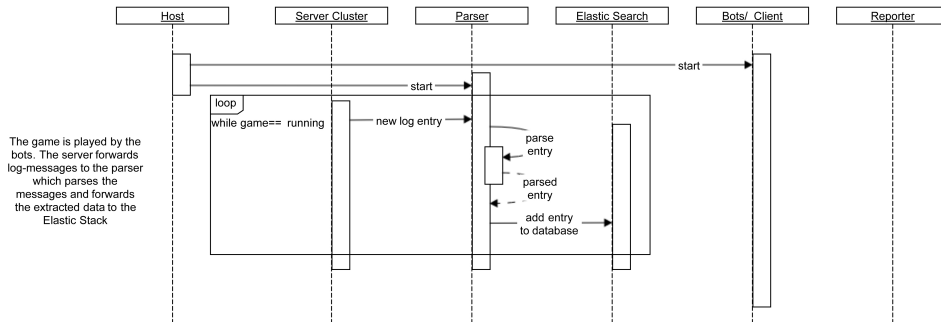 Host
Server Cluster
Parser
Elastic Search
Bots/ Client
Reporter
start
start
loop
while game== running
new log entry
parse
entry
parsed
entry
add entry
to database
The game is played by the
bots. The server forwards
log-messages to the parser
which parses the
messages and forwards
the extracted data to the
Elastic Stack